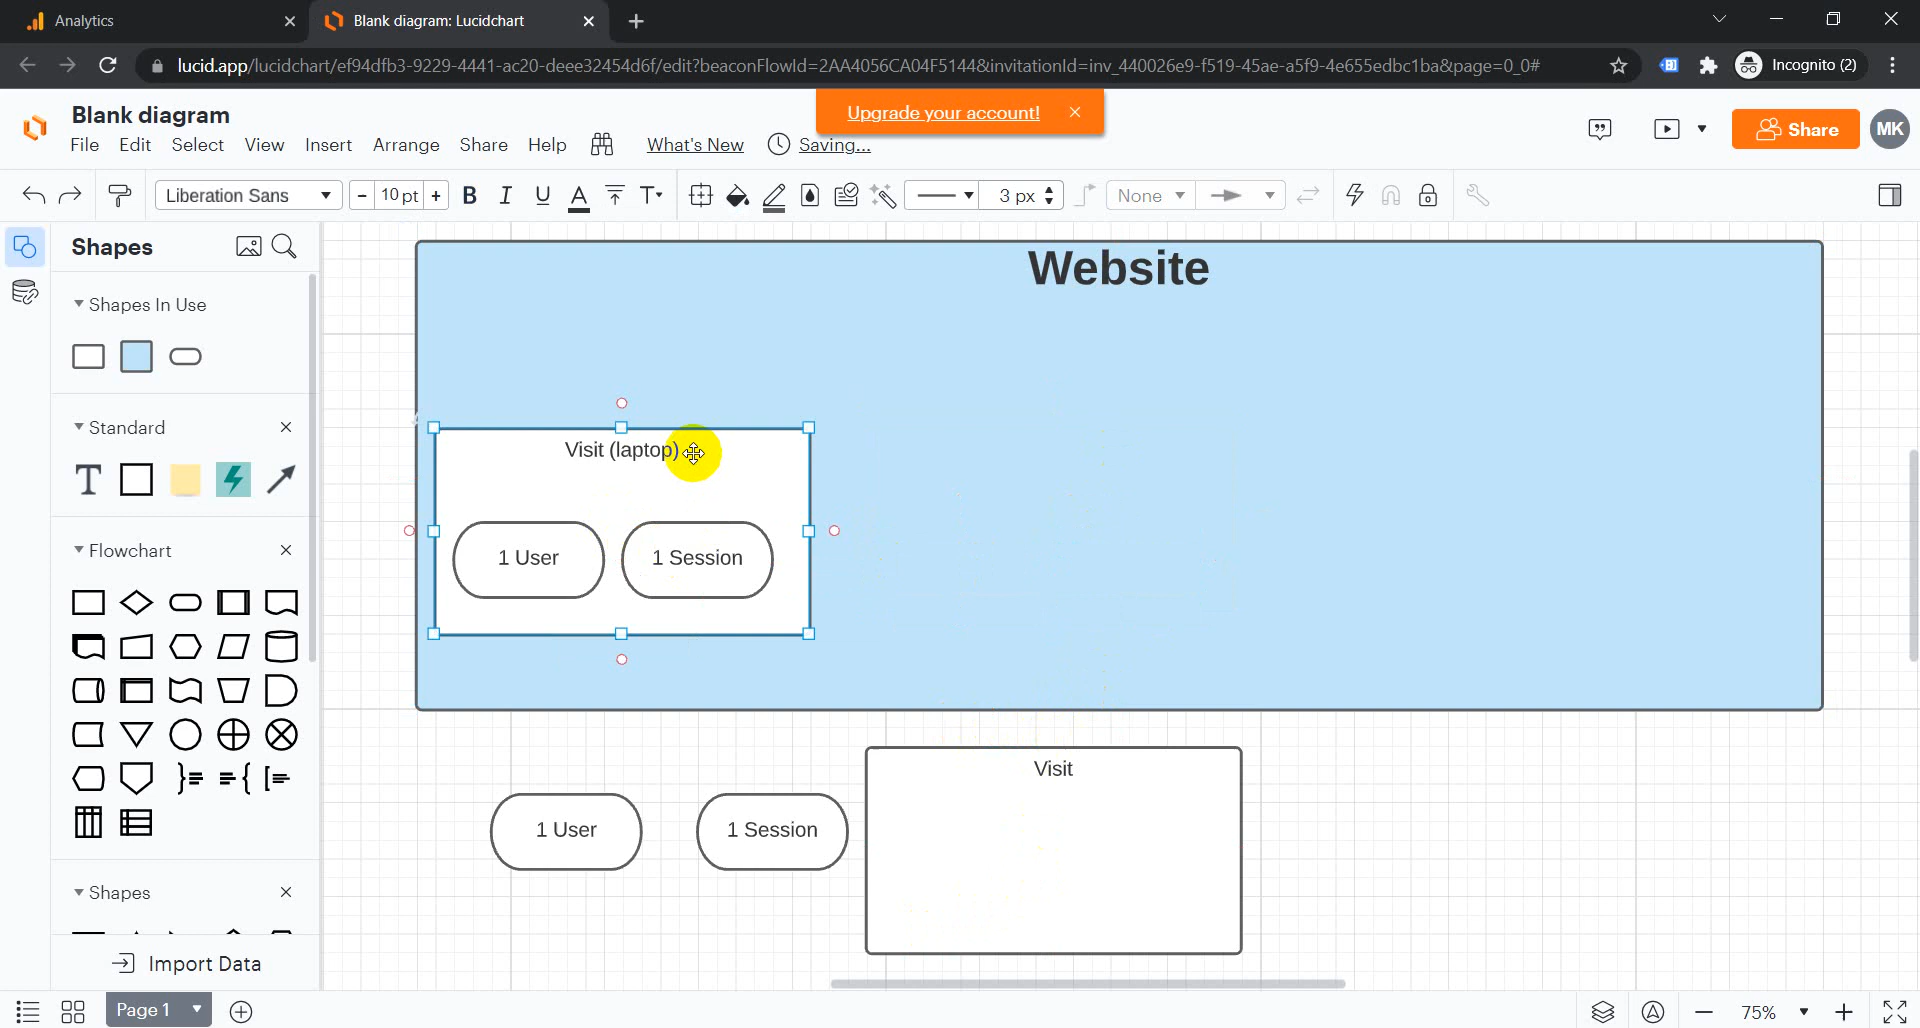 Analytics
Blank diagram: Lucidchart
lucid.app/lucidchart/ef94dfb3-9229-4441-ac20-deee32454d6f/edit?beaconFlowId=2AA4056CA04F5144&invitationId=inv_440026e9-f519-45ae-a5f9-4e655edbc1ba&page=0_0#
Incognito (2)
Blank diagram
Upgrade your account!
File Edit Select View Insert Arrange Share Help What's New Saving...
Share
MK
Liberation Sans
- 10 pt + B I U A T
3 px
None
Shapes
Website
Shapes In Use
Standard
T
Visit (laptop)
Flowchart
1 User
1 Session
Visit
1 User
1 Session
Shapes
Import Data
Page 1
75%